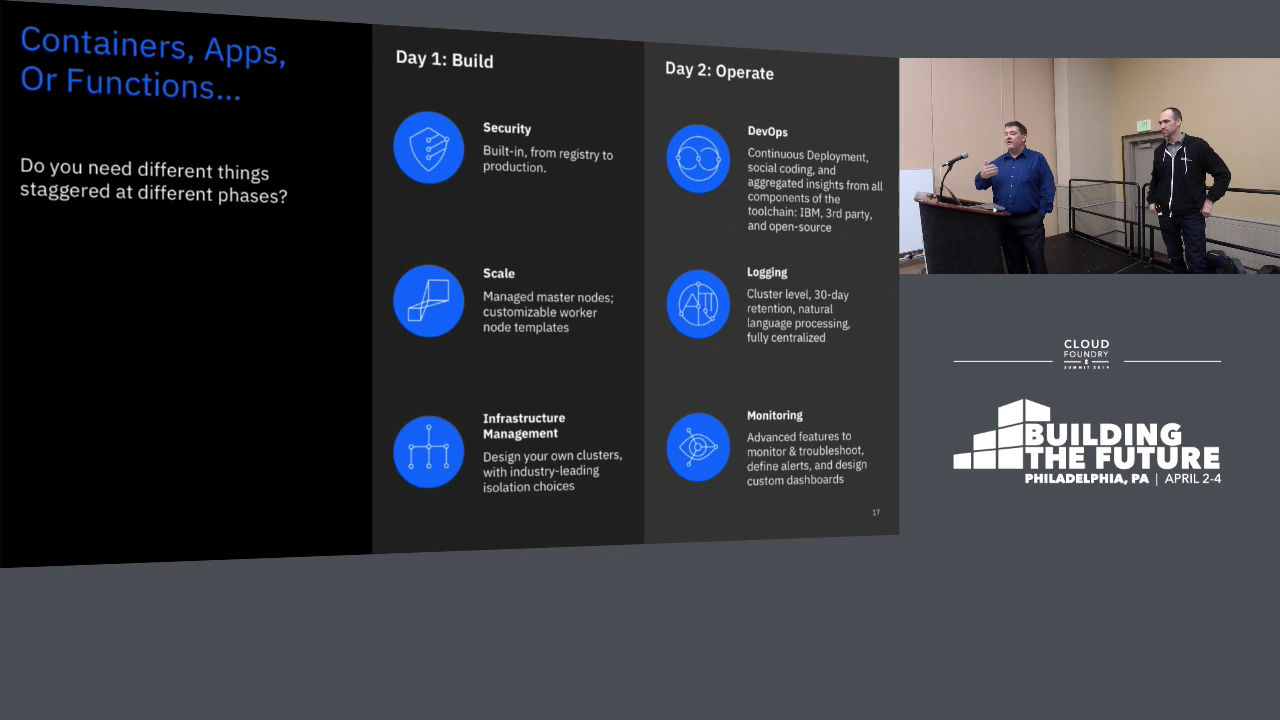 Containers, Apps,
Or Functions...
Do you need different things
staggered at different phases?
Day 1: Build
Security
Built-in, from registry to
production.
Scale
Managed master nodes;
customizable worker
node templates
Infrastructure
Management
Design your own clusters,
with industry-leading
isolation choices
Day 2: Operate
DevOps
Continuous Deployment,
social coding, and
aggregated insights from all
components of the
toolchain: IBM, 3rd party,
and open-source
Logging
Cluster level, 30-day
retention, natural
language processing,
fully centralized
Monitoring
Advanced features to
monitor & troubleshoot,
define alerts, and design
custom dashboards
17
CLOUD
FOUNDRY
SUMMIT 2019
BUILDING
THE FUTURE
PHILADELPHIA, PA | APRIL 2-4